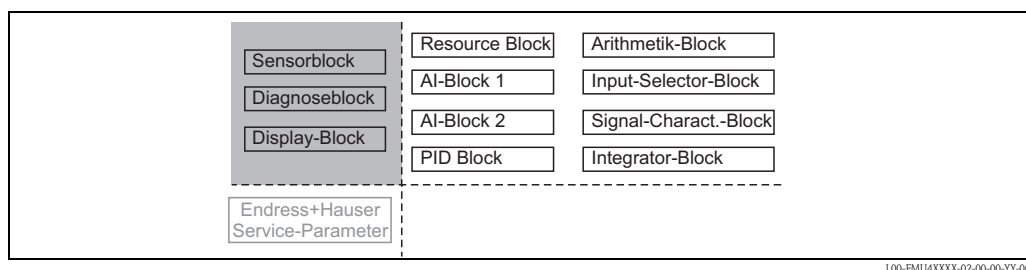 Sensorblock
Diagnoseblock
Display-Block
Resource Block
AI-Block 1
AI-Block 2
PID Block
Arithmetik-Block
Input-Selector-Block
Signal-Charact.-Block
Integrator-Block
Endress+Hauser
Service-Parameter